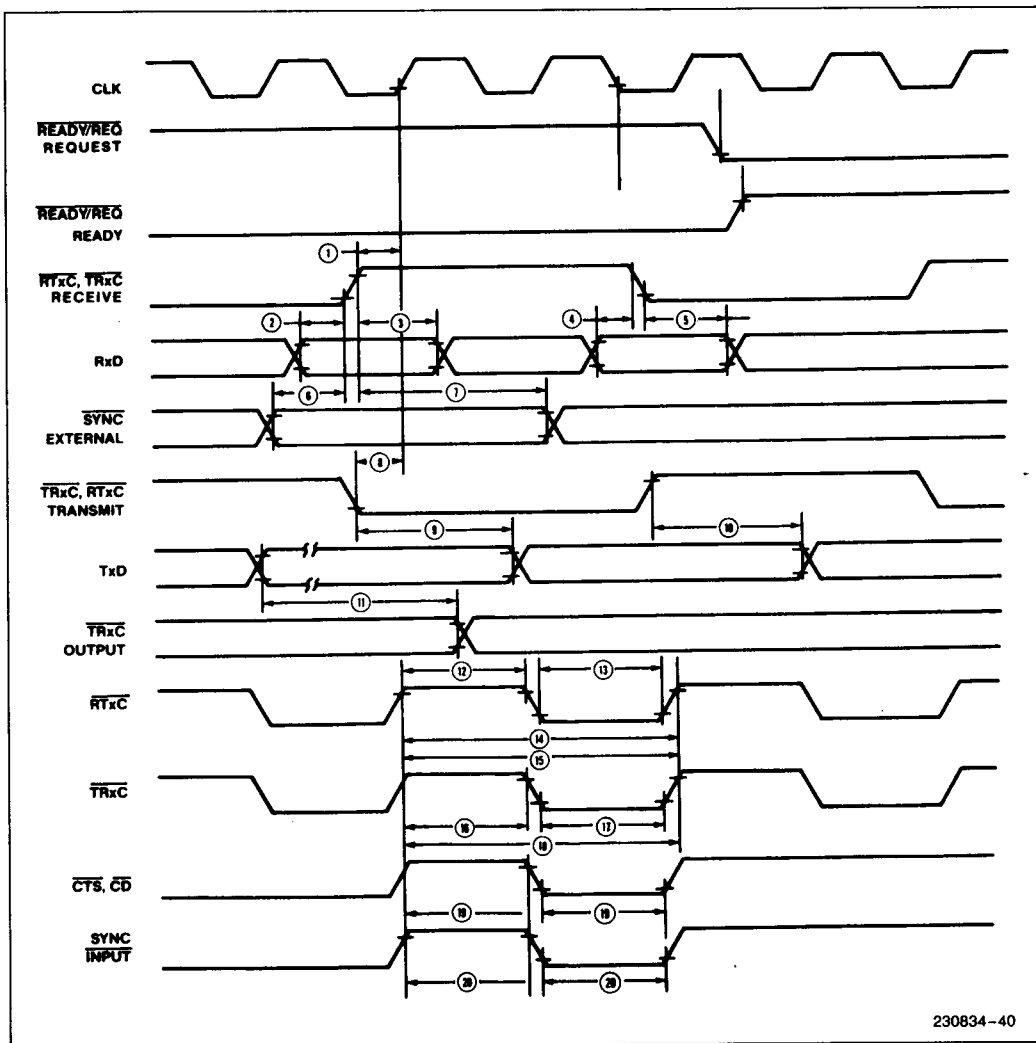 CLK
READY/REQ
REQUEST
READY/REQ
READY
1
RTxC, TRxC
RECEIVE
2
3
4
5
RxD
6
7
SYNC
EXTERNAL
8
TRxC, RTxC
TRANSMIT
9
10
TxD
11
TRxC
OUTPUT
12
13
RTxC
14
15
TRxC
16
17
18
CTS, CD
19
19
SYNC
INPUT
20
20
230834-40